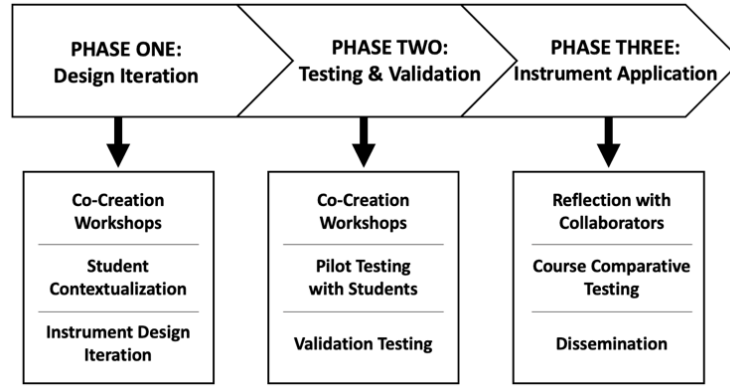 PHASE ONE:
Design Iteration
PHASE TWO:
Testing & Validation
PHASE THREE:
Instrument Application
Co-Creation
Workshops
Student
Contextualization
Instrument Design
Iteration
Co-Creation
Workshops
Pilot Testing
with Students
Validation Testing
Reflection with
Collaborators
Course Comparative
Testing
Dissemination